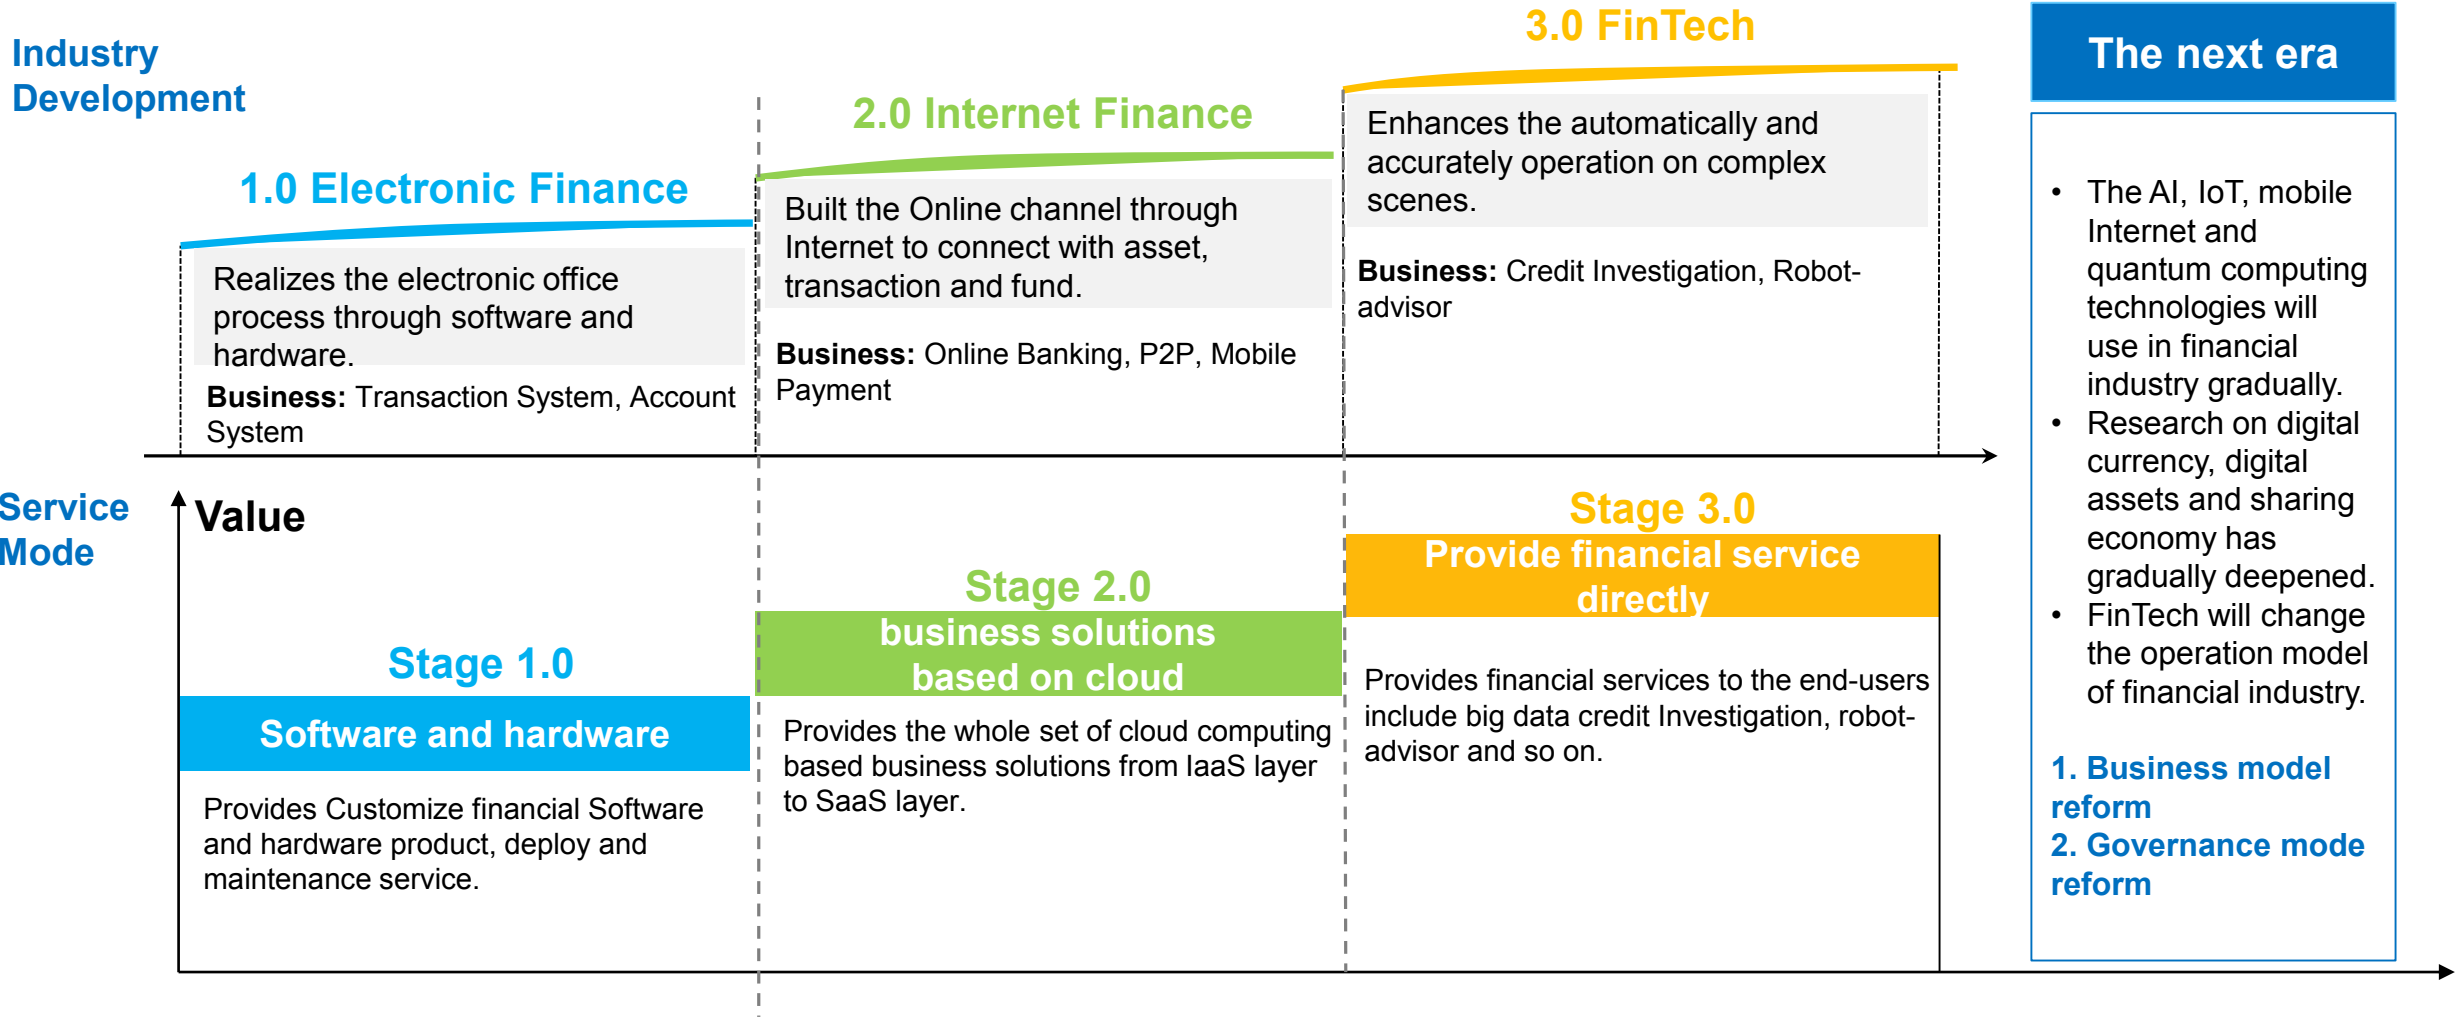 Industry
Development
1.0 Electronic Finance
Realizes the electronic office
process through software and
hardware.
Business: Transaction System, Account
System
2.0 Internet Finance
Built the Online channel through
Internet to connect with asset,
transaction and fund.
Business: Online Banking, P2P, Mobile
Payment
3.0 FinTech
Enhances the automatically and
accurately operation on complex
scenes.
Business: Credit Investigation, Robot-
advisor
Service
Mode
Value
Stage 1.0
Software and hardware
Provides Customize financial Software
and hardware product, deploy and
maintenance service.
Stage 2.0
business solutions
based on cloud
Provides the whole set of cloud computing
based business solutions from IaaS layer
to SaaS layer.
Stage 3.0
Provide financial service
directly
Provides financial services to the end-users
include big data credit Investigation, robot-
advisor and so on.
The next era
• The AI, IoT, mobile
Internet and
quantum computing
technologies will
use in financial
industry gradually.
• Research on digital
currency, digital
assets and sharing
economy has
gradually deepened.
• FinTech will change
the operation model
of financial industry.
1. Business model
reform
2. Governance mode
reform